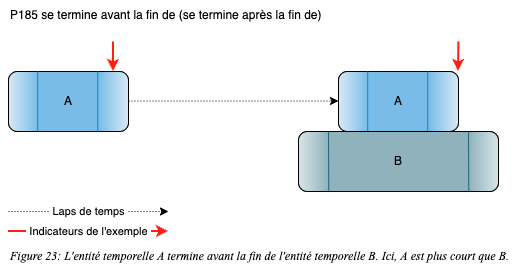 P185 se termine avant la fin de (se termine après la fin de)
A
A
B
Laps de temps
Indicateurs de l'exemple
Figure 23: L'entité temporelle A termine avant la fin de l'entité temporelle B. Ici, A est plus court que B.